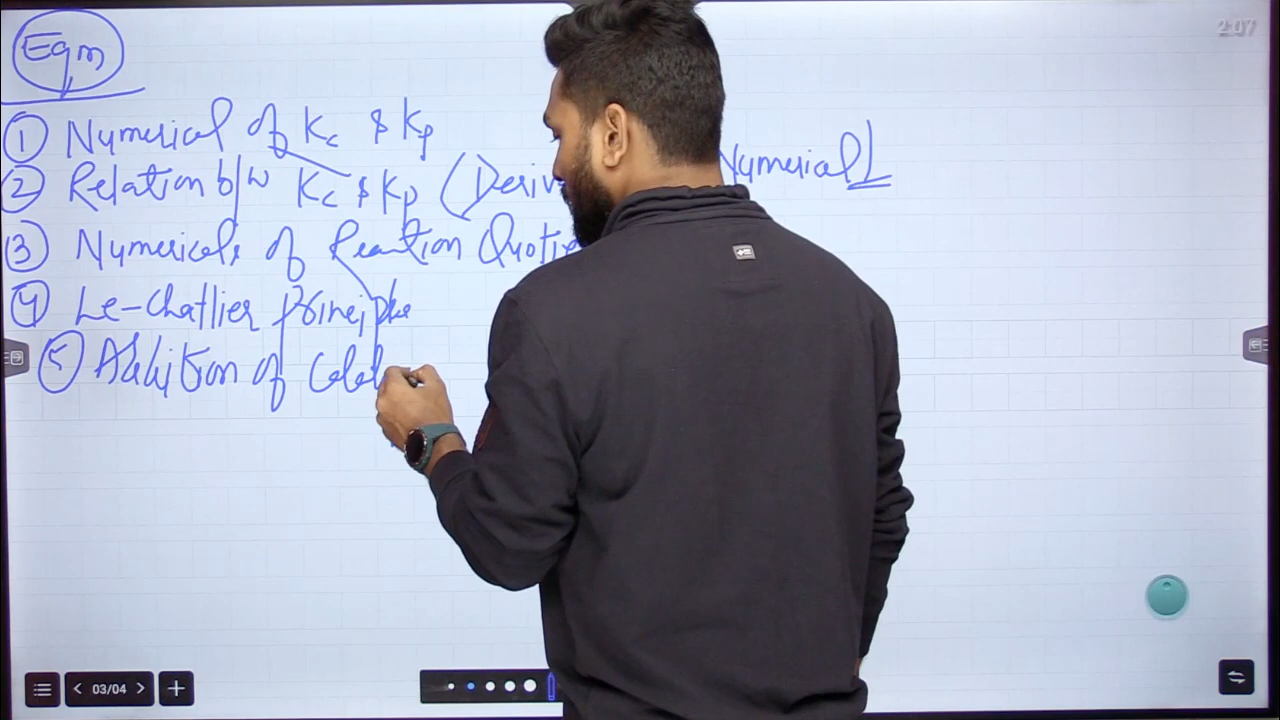 Eqm
2:07
① Numerical of Kc & Kp
② Relation b/w Kc & Kp (Deriv Numerical
③ Numericals of Reaction Quotie
④ Le-Chatlier Principle
⑤ Addition of Catal
03/04